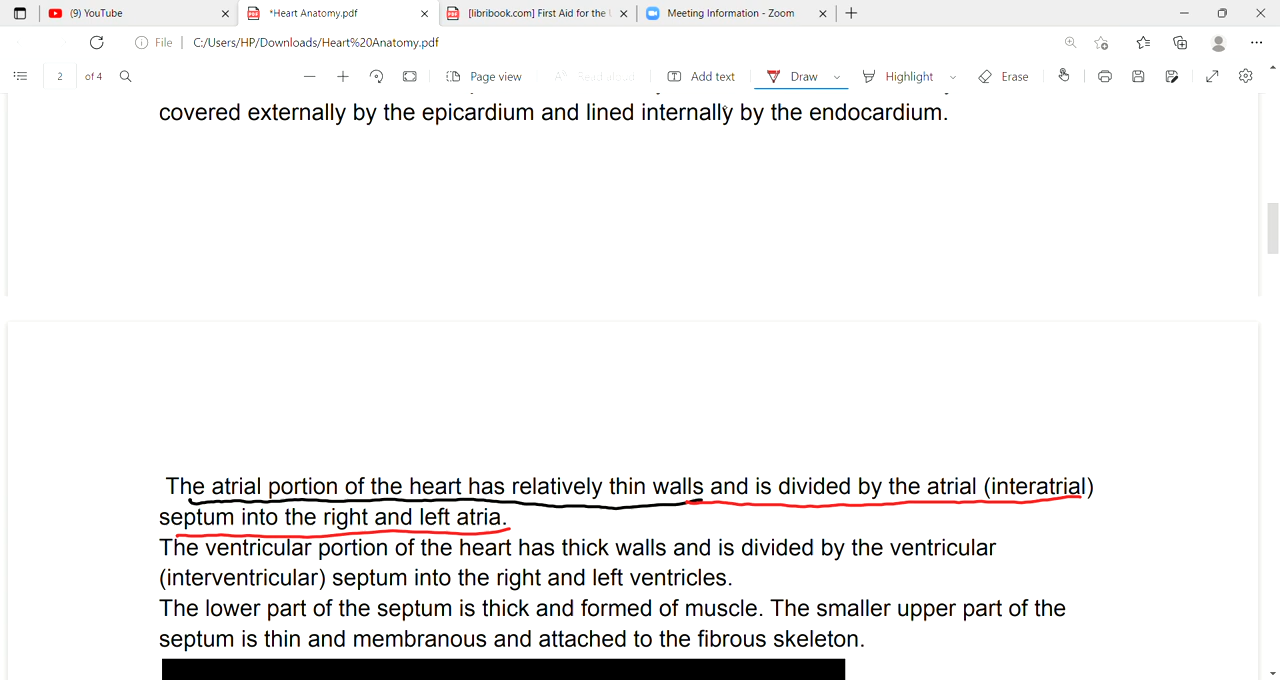 (9) YouTube
*Heart Anatomy.pdf
[libribook.com] First Aid for the
Meeting Information - Zoom
File
C:/Users/HP/Downloads/Heart%20Anatomy.pdf
2 of 4
Page view
Read aloud
Add text
Draw
Highlight
Erase
covered externally by the epicardium and lined internally by the endocardium.
The atrial portion of the heart has relatively thin walls and is divided by the atrial (interatrial)
septum into the right and left atria.
The ventricular portion of the heart has thick walls and is divided by the ventricular
(interventricular) septum into the right and left ventricles.
The lower part of the septum is thick and formed of muscle. The smaller upper part of the
septum is thin and membranous and attached to the fibrous skeleton.